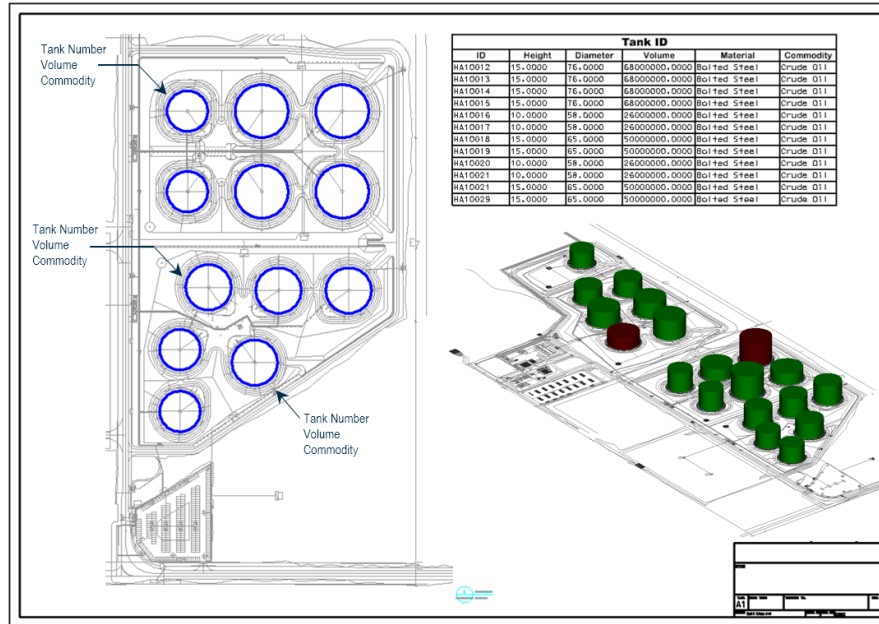 Tank Number
Volume
Commodity
Tank Number
Volume
Commodity
Tank Number
Volume
Commodity
Tank ID
ID Height Diameter Volume Material Commodity
HA10012 15.0000 76.0000 68000000.0000 Bolted Steel Crude Oil
HA10013 15.0000 76.0000 68000000.0000 Bolted Steel Crude Oil
HA10014 15.0000 76.0000 68000000.0000 Bolted Steel Crude Oil
HA10015 15.0000 76.0000 68000000.0000 Bolted Steel Crude Oil
HA10016 10.0000 58.0000 26000000.0000 Bolted Steel Crude Oil
HA10017 10.0000 58.0000 26000000.0000 Bolted Steel Crude Oil
HA10018 15.0000 65.0000 50000000.0000 Bolted Steel Crude Oil
HA10019 15.0000 65.0000 50000000.0000 Bolted Steel Crude Oil
HA10020 10.0000 58.0000 26000000.0000 Bolted Steel Crude Oil
HA10021 10.0000 58.0000 26000000.0000 Bolted Steel Crude Oil
HA10021 15.0000 65.0000 50000000.0000 Bolted Steel Crude Oil
HA10029 15.0000 65.0000 50000000.0000 Bolted Steel Crude Oil
A1